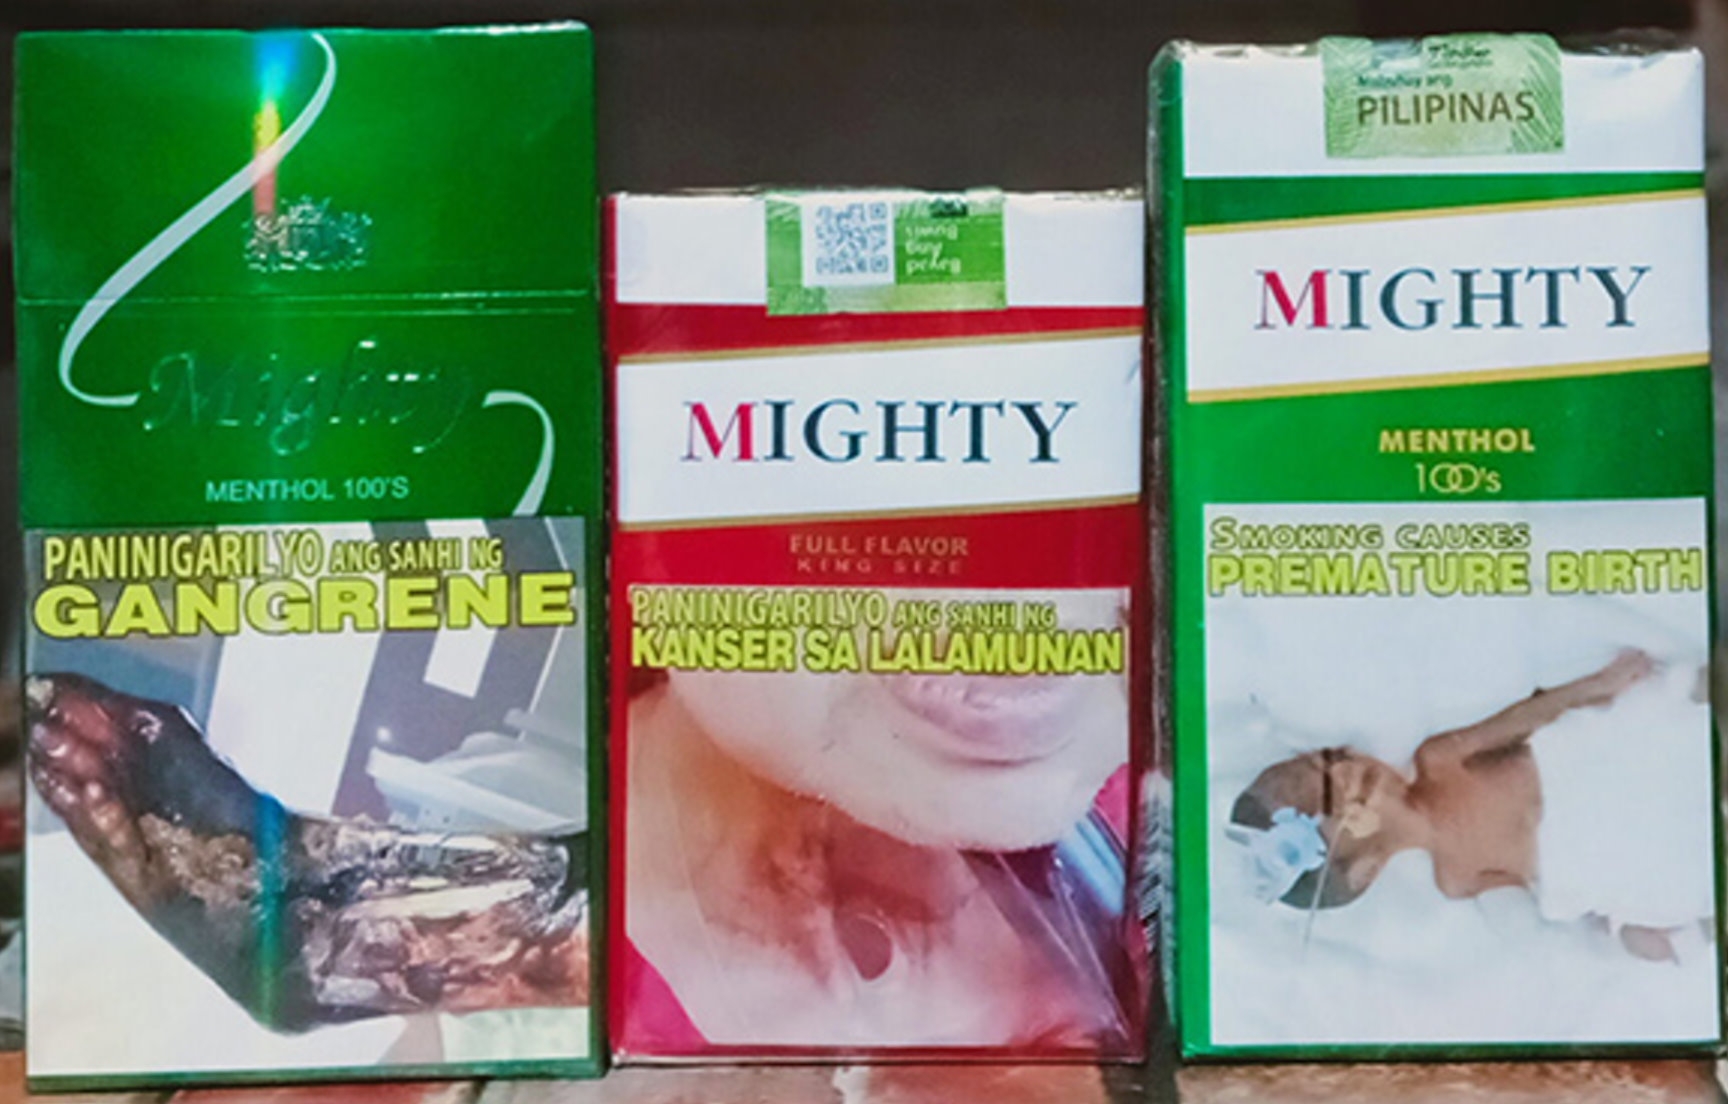 Mighty
MENTHOL 100'S
PANINIGARILYO ANG SANHI NG
GANGRENE
MIGHTY
FULL FLAVOR
KING SIZE
PANINIGARILYO ANG SANHI NG
KANSER SA LALAMUNAN
PILIPINAS
MIGHTY
MENTHOL
100's
SMOKING CAUSES
PREMATURE BIRTH